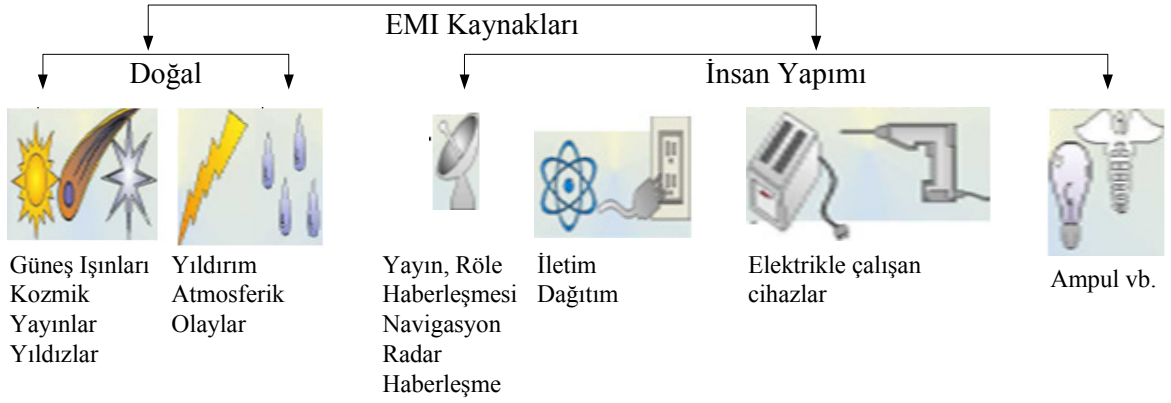 EMI Kaynakları
Doğal
İnsan Yapımı
Güneş Işınları
Kozmik
Yayınlar
Yıldızlar
Yıldırım
Atmosferik
Olaylar
Yayın, Röle
Haberleşmesi
Navigasyon
Radar
Haberleşme
İletim
Dağıtım
Elektrikle çalışan
cihazlar
Ampul vb.